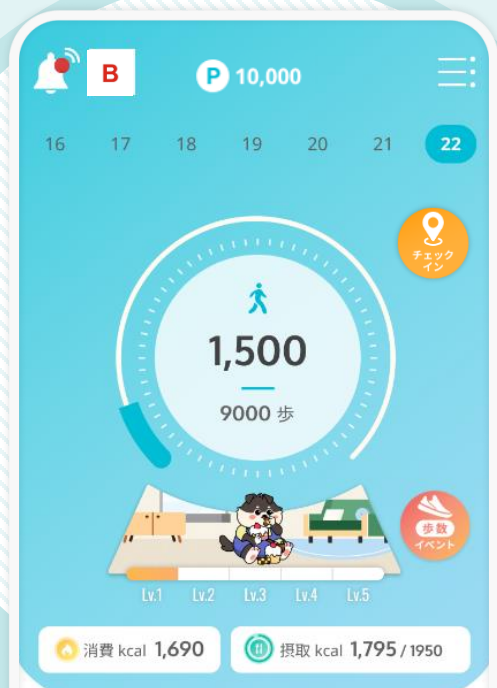 B
P 10,000
16 17 18 19 20 21 22
チェック
イン
1,500
9000 歩
歩数
イベント
Lv.1 Lv.2 Lv.3 Lv.4 Lv.5
消費 kcal 1,690
摂取 kcal 1,795 / 1950